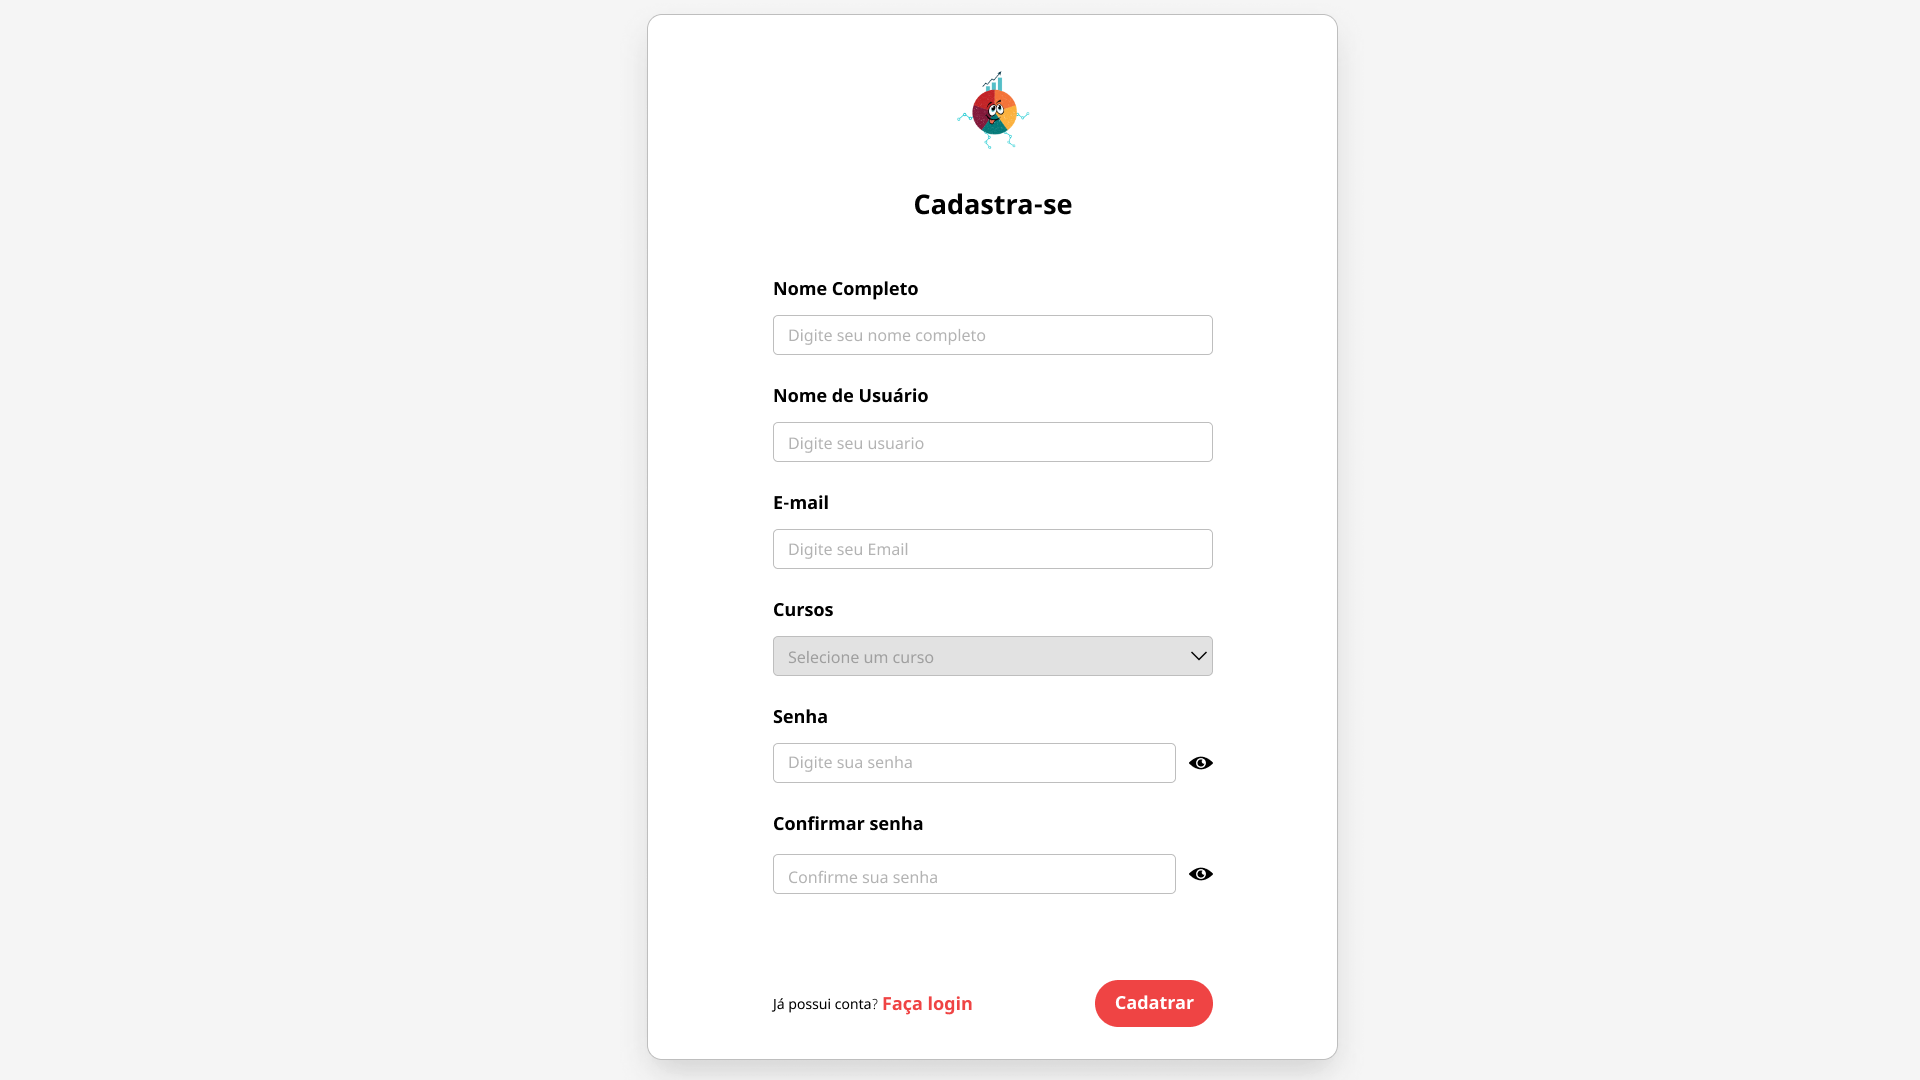 Cadastra-se
Nome Completo
Digite seu nome completo
Nome de Usuário
Digite seu usuario
E-mail
Digite seu Email
Cursos
Selecione um curso
Senha
Digite sua senha
Confirmar senha
Confirme sua senha
Já possui conta? Faça login
Cadatrar